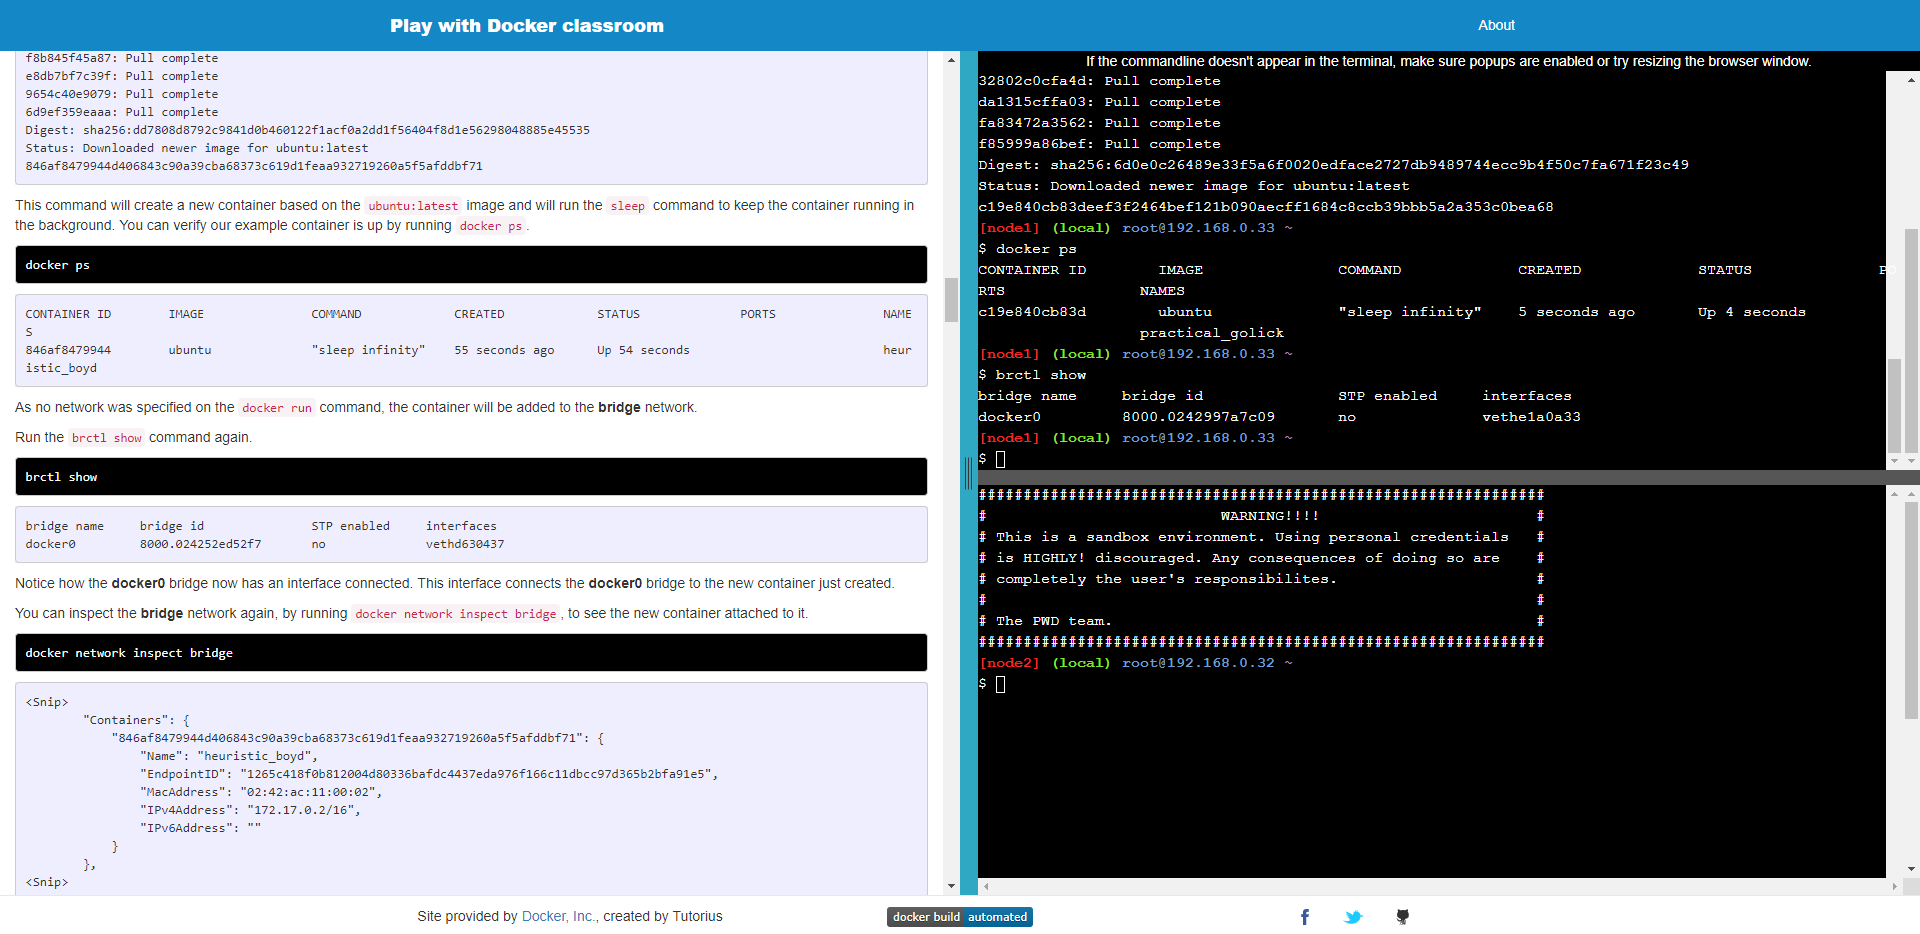 Play with Docker classroom
About
f8b845f45a87: Pull complete
e8db7bf7c39f: Pull complete
9654c40e9079: Pull complete
6d9ef359eaaa: Pull complete
Digest: sha256:dd7808d8792c9841d0b460122f1acf0a2dd1f56404f8d1e56298048885e45535
Status: Downloaded newer image for ubuntu:latest
846af8479944d406843c90a39cba68373c619d1feaa932719260a5f5afddbf71
This command will create a new container based on the ubuntu:latest image and will run the sleep command to keep the container running in
the background. You can verify our example container is up by running docker ps.
docker ps
CONTAINER ID        IMAGE               COMMAND             CREATED             STATUS              PORTS               NAME
S
846af8479944        ubuntu              "sleep infinity"    55 seconds ago      Up 54 seconds                           heur
istic_boyd
As no network was specified on the docker run command, the container will be added to the bridge network.
Run the brctl show command again.
brctl show
bridge name     bridge id               STP enabled     interfaces
docker0         8000.024252ed52f7       no              vethd630437
Notice how the docker0 bridge now has an interface connected. This interface connects the docker0 bridge to the new container just created.
You can inspect the bridge network again, by running docker network inspect bridge, to see the new container attached to it.
docker network inspect bridge
<Snip>
        "Containers": {
            "846af8479944d406843c90a39cba68373c619d1feaa932719260a5f5afddbf71": {
                "Name": "heuristic_boyd",
                "EndpointID": "1265c418f0b812004d80336bafdc4437eda976f166c11dbcc97d365b2bfa91e5",
                "MacAddress": "02:42:ac:11:00:02",
                "IPv4Address": "172.17.0.2/16",
                "IPv6Address": ""
            }
        },
<Snip>
If the commandline doesn't appear in the terminal, make sure popups are enabled or try resizing the browser window.
32802c0cfa4d: Pull complete
da1315cffa03: Pull complete
fa83472a3562: Pull complete
f85999a86bef: Pull complete
Digest: sha256:6d0e0c26489e33f5a6f0020edface2727db9489744ecc9b4f50c7fa671f23c49
Status: Downloaded newer image for ubuntu:latest
c19e840cb83deef3f2464bef121b090aecff1684c8ccb39bbb5a2a353c0bea68
[node1] (local) root@192.168.0.33 ~
$ docker ps
CONTAINER ID        IMAGE               COMMAND             CREATED             STATUS              PO
RTS               NAMES
c19e840cb83d        ubuntu              "sleep infinity"    5 seconds ago       Up 4 seconds
                  practical_golick
[node1] (local) root@192.168.0.33 ~
$ brctl show
bridge name     bridge id               STP enabled     interfaces
docker0         8000.0242997a7c09       no              vethe1a0a33
[node1] (local) root@192.168.0.33 ~
$
###############################################################
#                          WARNING!!!!                        #
# This is a sandbox environment. Using personal credentials   #
# is HIGHLY! discouraged. Any consequences of doing so are    #
# completely the user's responsibilites.                      #
#                                                             #
# The PWD team.                                               #
###############################################################
[node2] (local) root@192.168.0.32 ~
$
Site provided by Docker, Inc., created by Tutorius
docker build automated